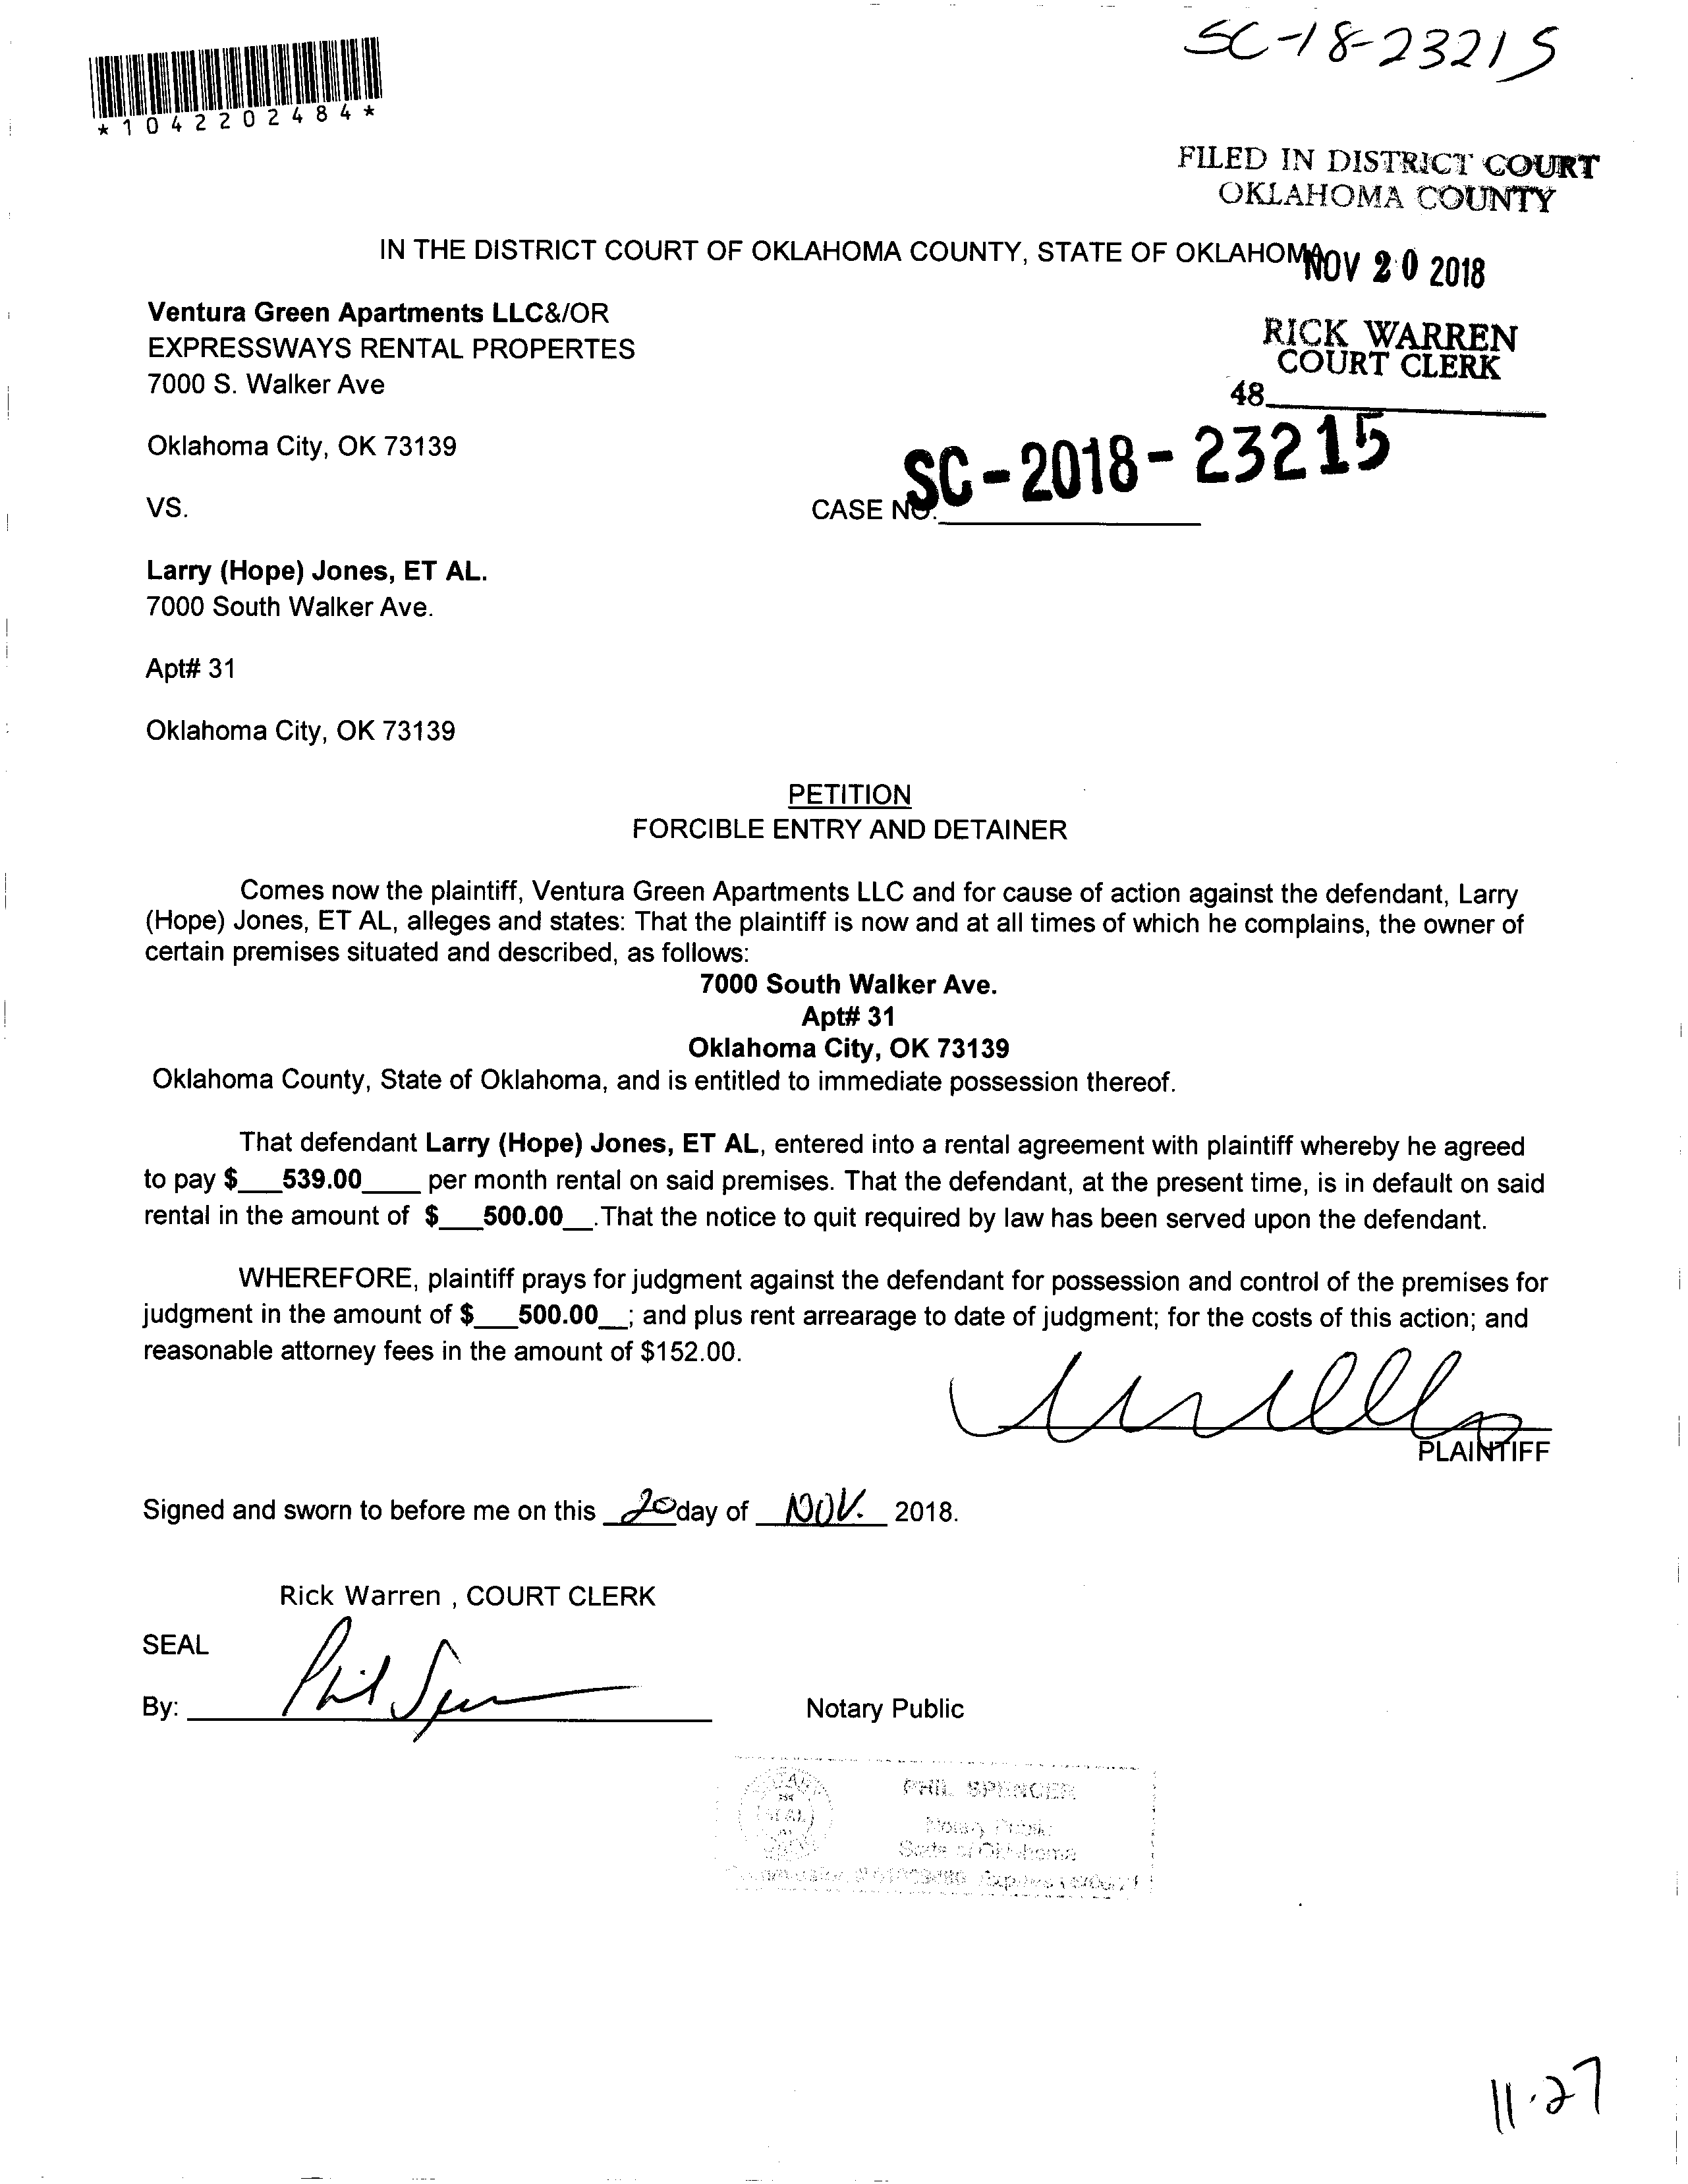 SC-18-23215
*1042202484*
FILED IN DISTRICT COURT
OKLAHOMA COUNTY
IN THE DISTRICT COURT OF OKLAHOMA COUNTY, STATE OF OKLAHOMA
NOV 20 2018
Ventura Green Apartments LLC&/OR
EXPRESSWAYS RENTAL PROPERTES
7000 S. Walker Ave
RICK WARREN
COURT CLERK
48
Oklahoma City, OK 73139
SC-2018-23215
VS.
CASE NO.
Larry (Hope) Jones, ET AL.
7000 South Walker Ave.
Apt# 31
Oklahoma City, OK 73139
PETITION
FORCIBLE ENTRY AND DETAINER
Comes now the plaintiff, Ventura Green Apartments LLC and for cause of action against the defendant, Larry
(Hope) Jones, ET AL, alleges and states: That the plaintiff is now and at all times of which he complains, the owner of
certain premises situated and described, as follows:
7000 South Walker Ave.
Apt# 31
Oklahoma City, OK 73139
Oklahoma County, State of Oklahoma, and is entitled to immediate possession thereof.
That defendant Larry (Hope) Jones, ET AL, entered into a rental agreement with plaintiff whereby he agreed
to pay $___539.00____ per month rental on said premises. That the defendant, at the present time, is in default on said
rental in the amount of $___500.00__.That the notice to quit required by law has been served upon the defendant.
WHEREFORE, plaintiff prays for judgment against the defendant for possession and control of the premises for
judgment in the amount of $___500.00__; and plus rent arrearage to date of judgment; for the costs of this action; and
reasonable attorney fees in the amount of $152.00.
PLAINTIFF
Signed and sworn to before me on this 20 day of NOV. 2018.
Rick Warren , COURT CLERK
SEAL
By: Phil Spencer
Notary Public
PHIL SPENCER
Notary Public
State of Oklahoma
11.27